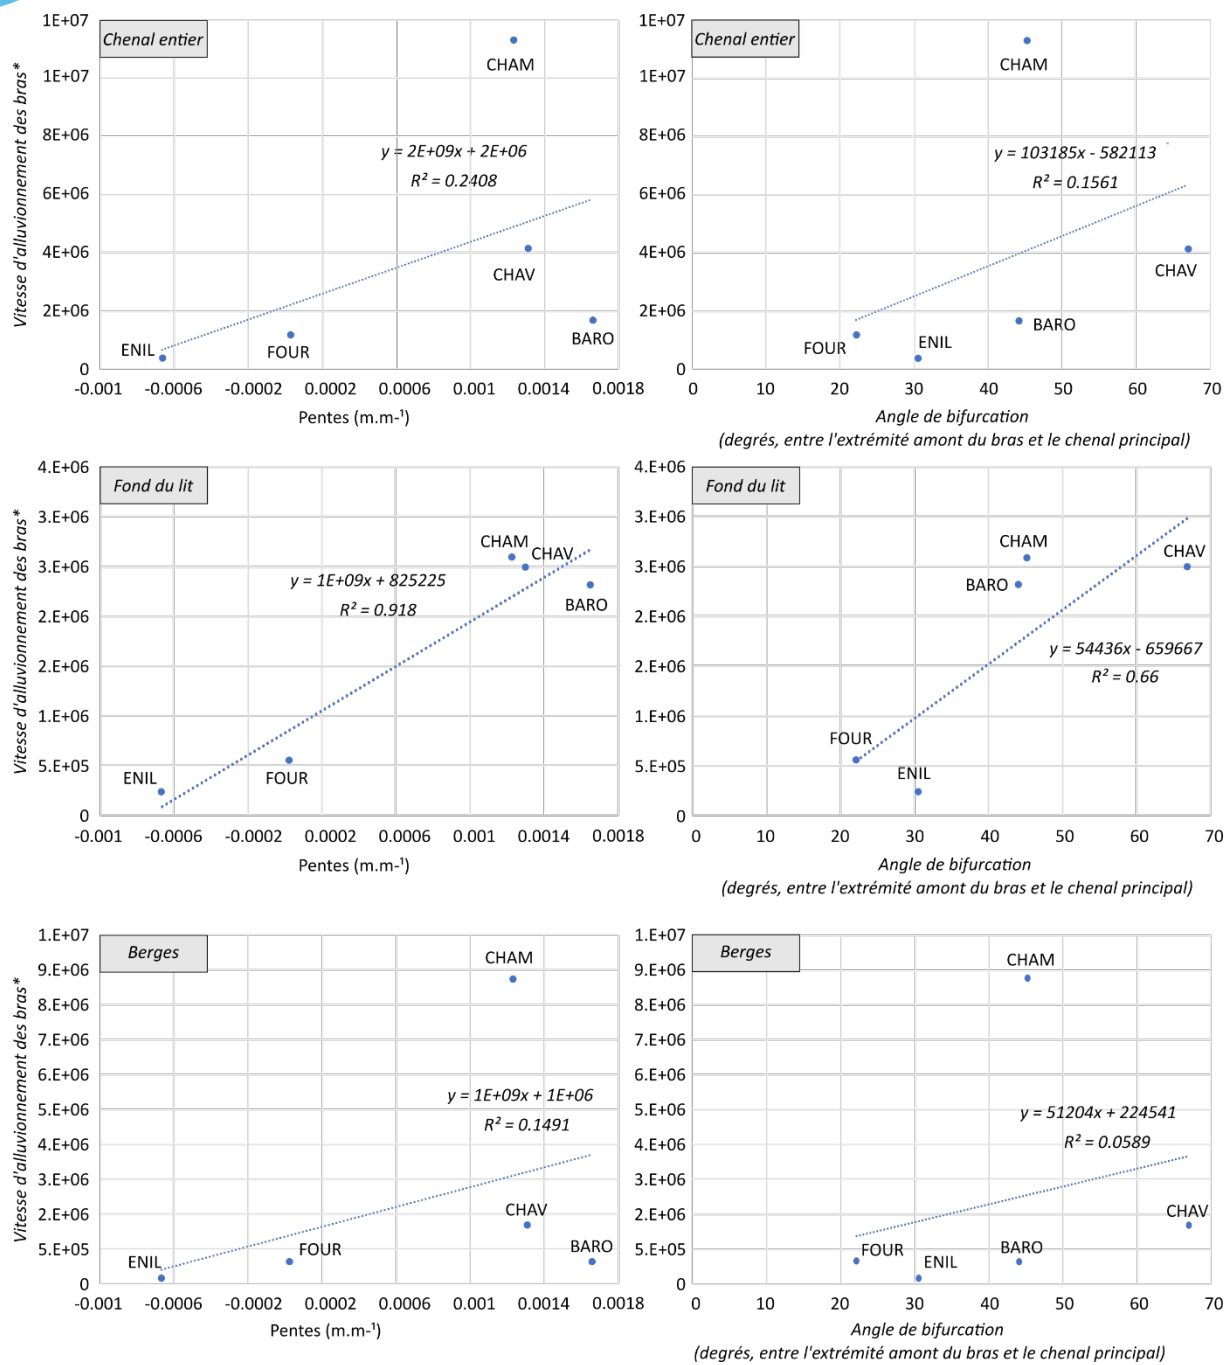 Chenal entier
Vitesse d'alluvionnement des bras*
1E+07
1E+07
8E+06
6E+06
4E+06
2E+06
0
CHAM
y = 2E+09x + 2E+06
R² = 0.2408
CHAV
BARO
ENIL
FOUR
-0.001
-0.0006
-0.0002
0.0002
0.0006
0.001
0.0014
0.0018
Pentes (m.m-¹)
Chenal entier
1E+07
1E+07
8E+06
6E+06
4E+06
2E+06
0
CHAM
y = 103185x - 582113
R² = 0.1561
CHAV
BARO
FOUR
ENIL
0
20
30
40
50
60
70
Angle de bifurcation
(degrés, entre l'extrémité amont du bras et le chenal principal)
Fond du lit
Vitesse d'alluvionnement des bras*
4.E+06
3.E+06
3.E+06
2.E+06
2.E+06
1.E+06
5.E+05
0
CHAM
CHAV
BARO
y = 1E+09x + 825225
R² = 0.918
ENIL
FOUR
-0.001
-0.0006
-0.0002
0.0002
0.0006
0.001
0.0014
0.0018
Pentes (m.m-¹)
Fond du lit
4.E+06
3.E+06
3.E+06
2.E+06
2.E+06
1.E+06
5.E+05
0
CHAM
CHAV
BARO
y = 54436x - 659667
R² = 0.66
FOUR
ENIL
0
20
30
40
50
60
70
Angle de bifurcation
(degrés, entre l'extrémité amont du bras et le chenal principal)
Berges
Vitesse d'alluvionnement des bras*
1.E+07
9.E+06
8.E+06
7.E+06
6.E+06
5.E+06
4.E+06
3.E+06
2.E+06
5.E+05
0
CHAM
y = 1E+09x + 1E+06
R² = 0.1491
CHAV
BARO
FOUR
ENIL
-0.001
-0.0006
-0.0002
0.0002
0.0006
0.001
0.0014
0.0018
Pentes (m.m-¹)
Berges
1.E+07
9.E+06
8.E+06
7.E+06
6.E+06
5.E+06
4.E+06
3.E+06
2.E+06
5.E+05
0
CHAM
y = 51204x + 224541
R² = 0.0589
CHAV
BARO
FOUR
ENIL
0
20
30
40
50
60
70
Angle de bifurcation
(degrés, entre l'extrémité amont du bras et le chenal principal)